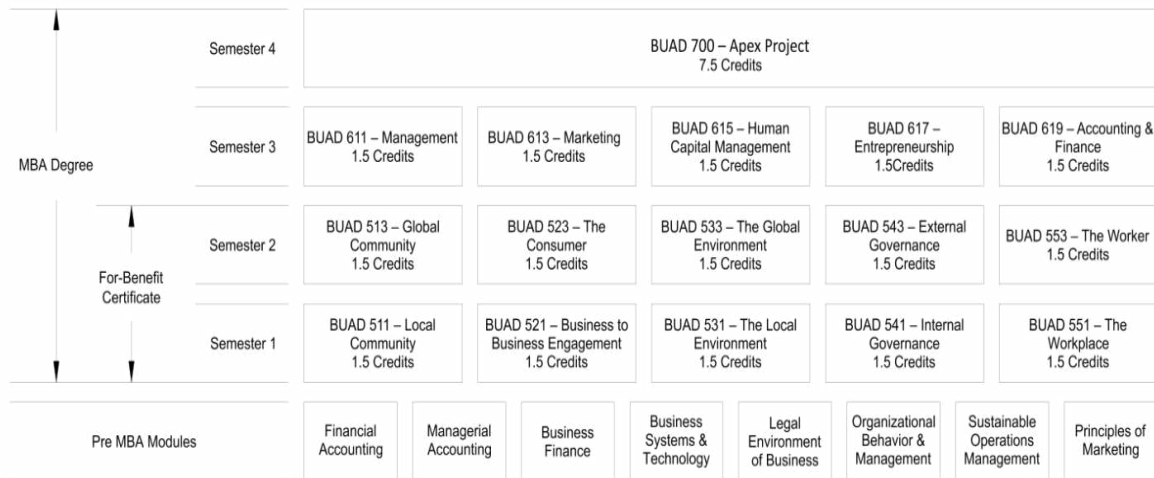 Semester 4
BUAD 700 – Apex Project
7.5 Credits
MBA Degree
Semester 3
BUAD 611 – Management
1.5 Credits
BUAD 613 – Marketing
1.5 Credits
BUAD 615 – Human
Capital Management
1.5 Credits
BUAD 617 –
Entrepreneurship
1.5Credits
BUAD 619 – Accounting &
Finance
1.5 Credits
For-Benefit
Certificate
Semester 2
BUAD 513 – Global
Community
1.5 Credits
BUAD 523 – The
Consumer
1.5 Credits
BUAD 533 – The Global
Environment
1.5 Credits
BUAD 543 – External
Governance
1.5 Credits
BUAD 553 – The Worker
1.5 Credits
Semester 1
BUAD 511 – Local
Community
1.5 Credits
BUAD 521 – Business to
Business Engagement
1.5 Credits
BUAD 531 – The Local
Environment
1.5 Credits
BUAD 541 – Internal
Governance
1.5 Credits
BUAD 551 – The
Workplace
1.5 Credits
Pre MBA Modules
Financial
Accounting
Managerial
Accounting
Business
Finance
Business
Systems &
Technology
Legal
Environment
of Business
Organizational
Behavior &
Management
Sustainable
Operations
Management
Principles of
Marketing